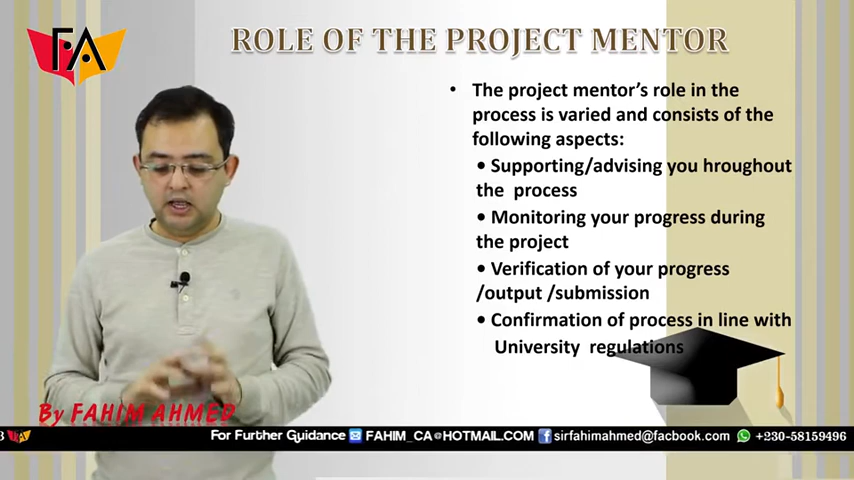 FA
ROLE OF THE PROJECT MENTOR
• The project mentor's role in the
process is varied and consists of the
following aspects:
• Supporting/advising you hroughout
the process
• Monitoring your progress during
the project
• Verification of your progress
/output /submission
• Confirmation of process in line with
University regulations
By FAHIM AHMED
3 For Further Guidance FAHIM_CA@HOTMAIL.COM sirfahimahmed@facbook.com +230-58159496